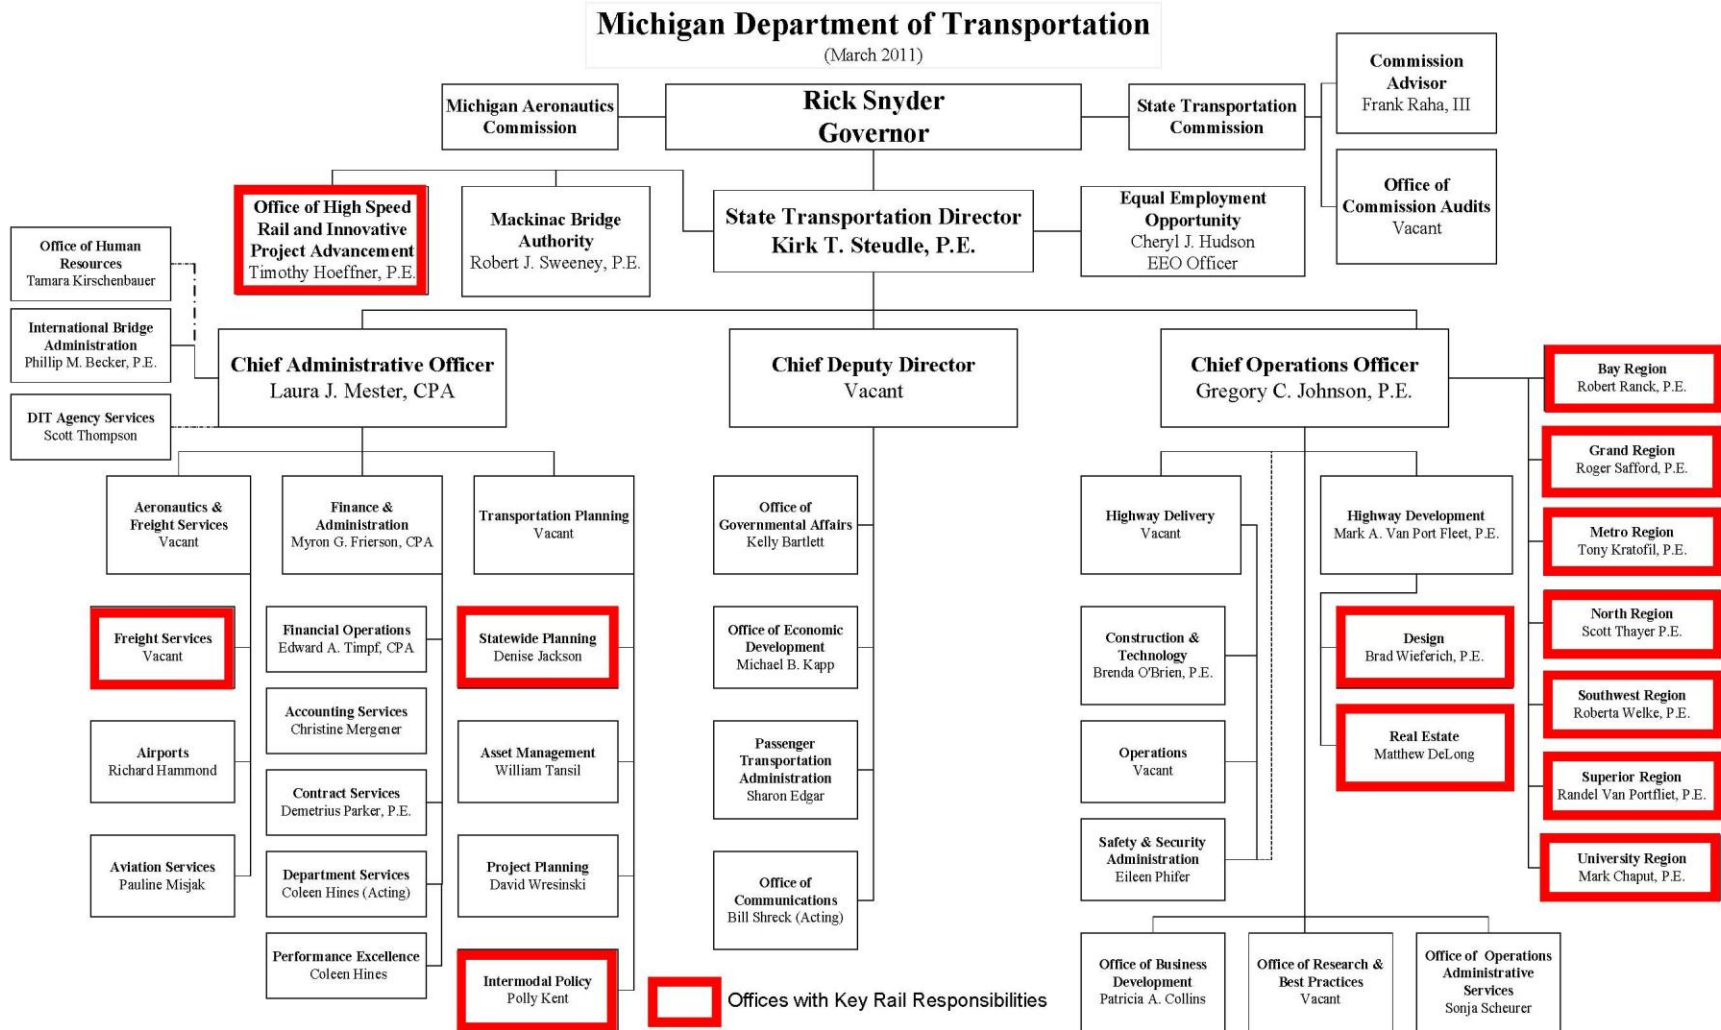 Michigan Department of Transportation
(March 2011)
Michigan Aeronautics
Commission
Rick Snyder
Governor
State Transportation
Commission
Commission
Advisor
Frank Raha, III
Office of
Commission Audits
Vacant
Office of High Speed
Rail and Innovative
Project Advancement
Timothy Hoeffner, P.E.
Mackinac Bridge
Authority
Robert J. Sweeney, P.E.
State Transportation Director
Kirk T. Steudle, P.E.
Equal Employment
Opportunity
Cheryl J. Hudson
EEO Officer
Office of Human
Resources
Tamara Kirschenbauer
International Bridge
Administration
Phillip M. Becker, P.E.
DIT Agency Services
Scott Thompson
Chief Administrative Officer
Laura J. Mester, CPA
Chief Deputy Director
Vacant
Chief Operations Officer
Gregory C. Johnson, P.E.
Bay Region
Robert Ranck, P.E.
Grand Region
Roger Safford, P.E.
Metro Region
Tony Kratofil, P.E.
North Region
Scott Thayer P.E.
Southwest Region
Roberta Welke, P.E.
Superior Region
Randel Van Portfliet, P.E.
University Region
Mark Chaput, P.E.
Aeronautics &
Freight Services
Vacant
Freight Services
Vacant
Airports
Richard Hammond
Aviation Services
Pauline Misjak
Finance &
Administration
Myron G. Frierson, CPA
Financial Operations
Edward A. Timpf, CPA
Accounting Services
Christine Mergener
Contract Services
Demetrius Parker, P.E.
Department Services
Coleen Hines (Acting)
Performance Excellence
Coleen Hines
Transportation Planning
Vacant
Statewide Planning
Denise Jackson
Asset Management
William Tansil
Project Planning
David Wresinski
Intermodal Policy
Polly Kent
Office of
Governmental Affairs
Kelly Bartlett
Office of Economic
Development
Michael B. Kapp
Passenger
Transportation
Administration
Sharon Edgar
Office of
Communications
Bill Shreck (Acting)
Highway Delivery
Vacant
Construction &
Technology
Brenda O'Brien, P.E.
Operations
Vacant
Safety & Security
Administration
Eileen Phifer
Highway Development
Mark A. Van Port Fleet, P.E.
Design
Brad Wieferich, P.E.
Real Estate
Matthew DeLong
Office of Business
Development
Patricia A. Collins
Office of Research &
Best Practices
Vacant
Office of Operations
Administrative
Services
Sonja Scheurer
Offices with Key Rail Responsibilities